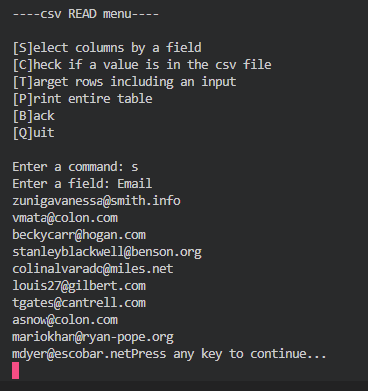 ----csv READ menu----
[S]elect columns by a field
[C]heck if a value is in the csv file
[T]arget rows including an input
[P]rint entire table
[B]ack
[Q]uit
Enter a command: s
Enter a field: Email
zunigavanessa@smith.info
vmata@colon.com
beckycarr@hogan.com
stanleyblackwell@benson.org
colinalvarado@miles.net
louis27@gilbert.com
tgates@cantrell.com
asnow@colon.com
mariokhan@ryan-pope.org
mdyer@escobar.netPress any key to continue...